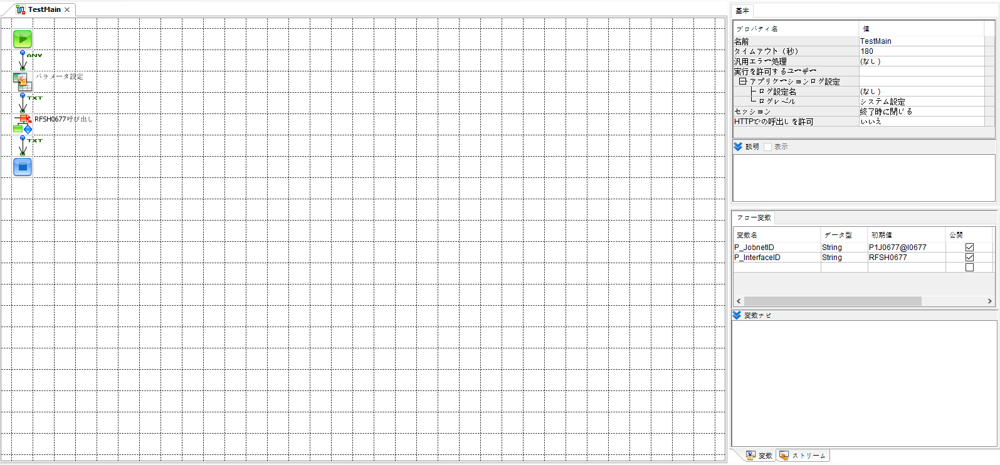 TestMain
ANY
パラメータ設定
TXT
RFSH0677呼び出し
TXT
基本
プロパティ名 値
名前 TestMain
タイムアウト（秒） 180
汎用エラー処理 (なし)
実行を許可するユーザー
アプリケーションログ設定
ログ設定名 (なし)
ログレベル システム設定
セッション 終了時に閉じる
HTTPでの呼出しを許可 いいえ
説明 表示
フロー変数
変数名 データ型 初期値 公開
P_JobnetID String P1J0677@I0677
P_InterfaceID String RFSH0677
変数ナビ
変数 ストリーム